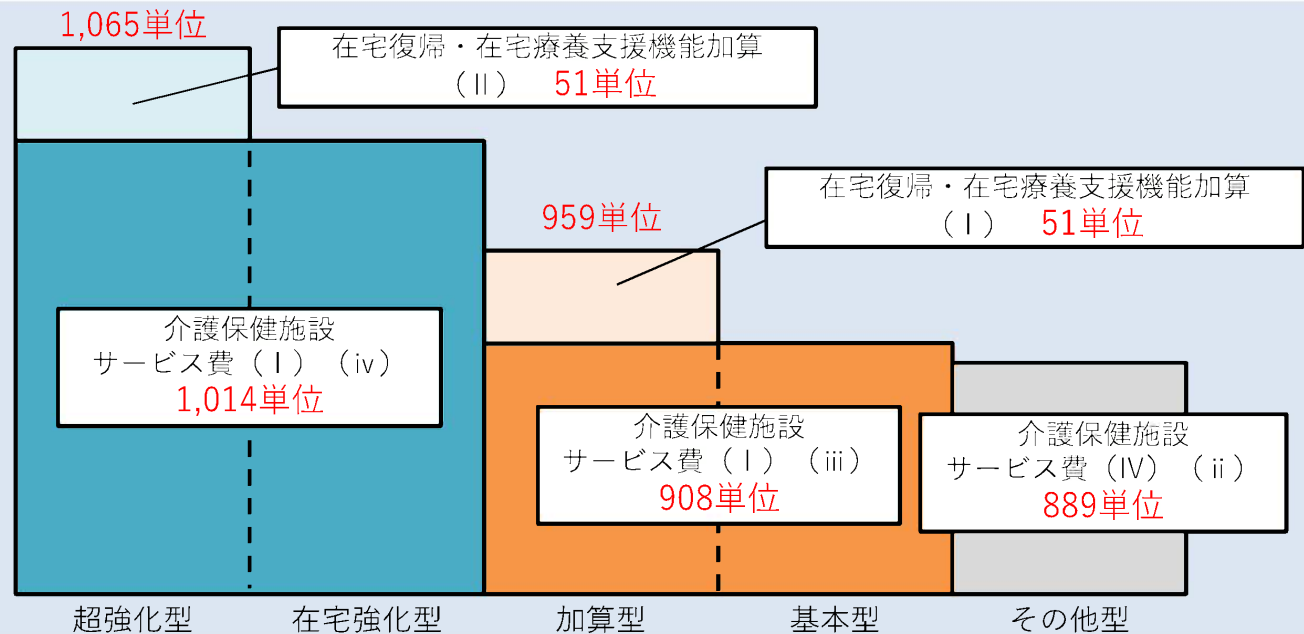 1,065単位
在宅復帰・在宅療養支援機能加算
（Ⅱ） 51単位
959単位
在宅復帰・在宅療養支援機能加算
（Ⅰ） 51単位
介護保健施設
サービス費（Ⅰ）（iv）
1,014単位
介護保健施設
サービス費（Ⅰ）（iii）
908単位
介護保健施設
サービス費（Ⅳ）（ii）
889単位
超強化型
在宅強化型
加算型
基本型
その他型